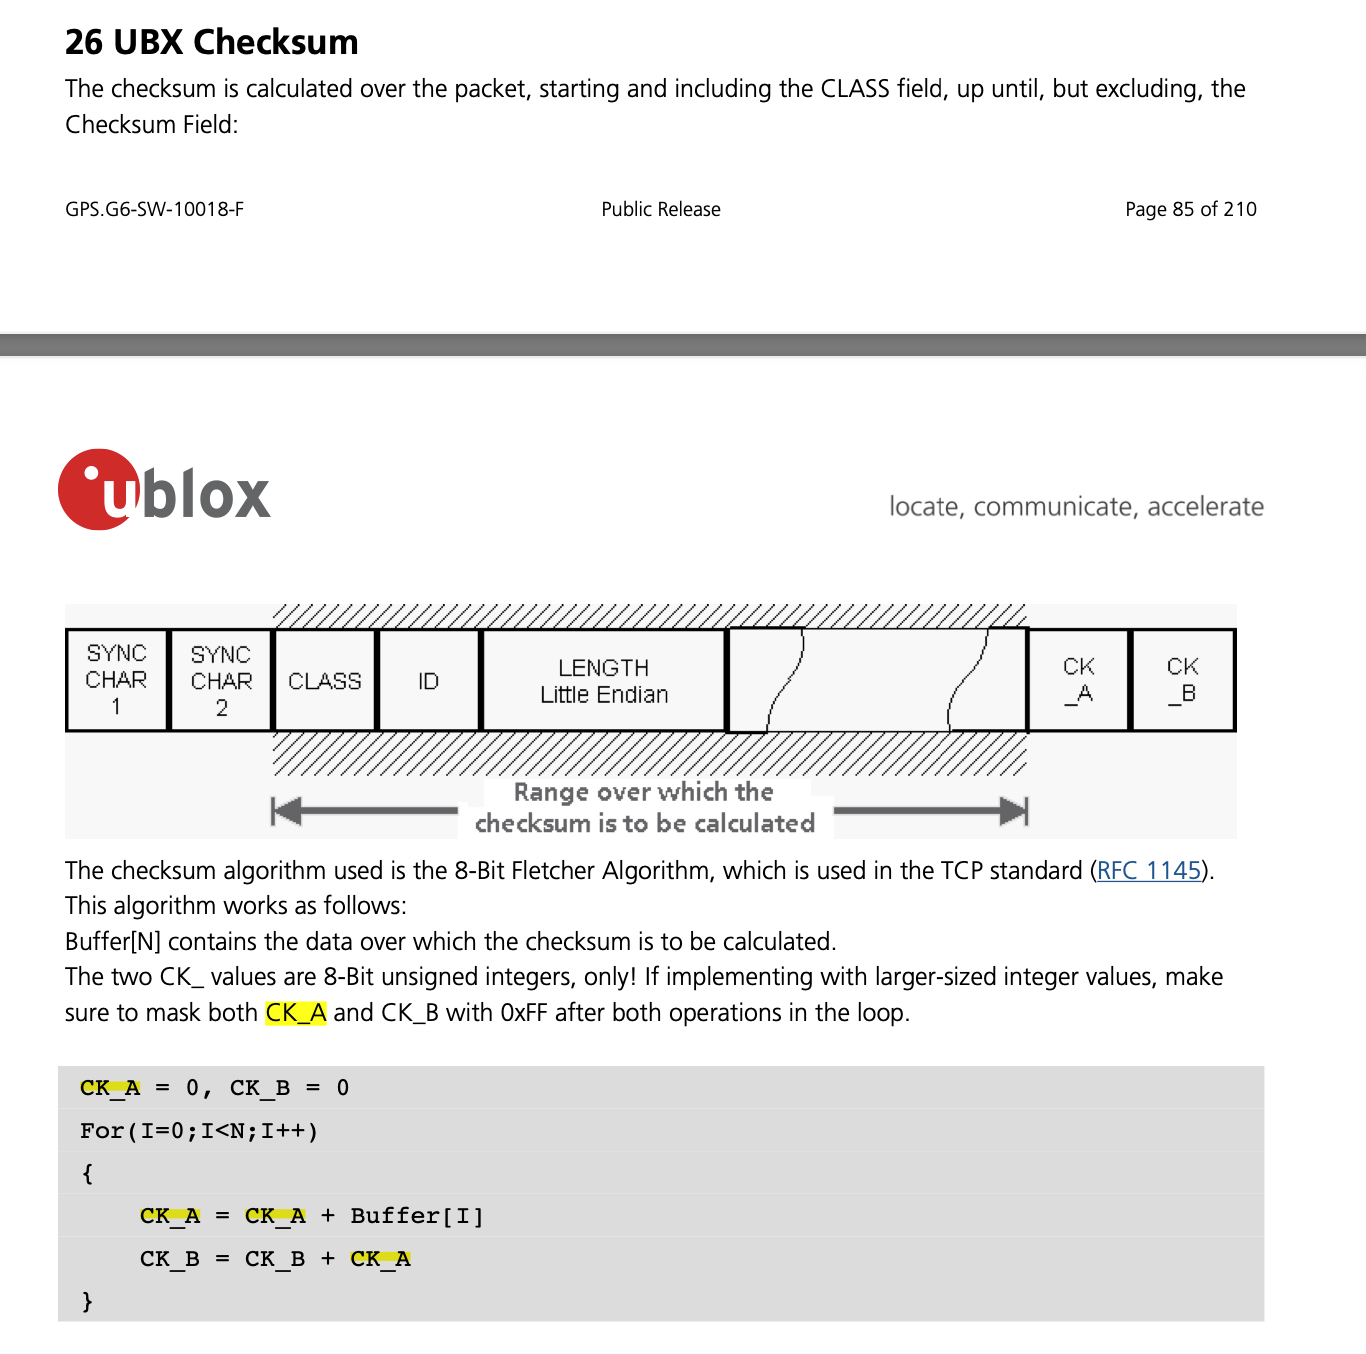 26 UBX Checksum
The checksum is calculated over the packet, starting and including the CLASS field, up until, but excluding, the
Checksum Field:
GPS.G6-SW-10018-F Public Release Page 85 of 210
ublox
locate, communicate, accelerate
SYNC CHAR 1
SYNC CHAR 2
CLASS
ID
LENGTH
Little Endian
CK _A
CK _B
Range over which the
checksum is to be calculated
The checksum algorithm used is the 8-Bit Fletcher Algorithm, which is used in the TCP standard (RFC 1145).
This algorithm works as follows:
Buffer[N] contains the data over which the checksum is to be calculated.
The two CK_ values are 8-Bit unsigned integers, only! If implementing with larger-sized integer values, make
sure to mask both CK_A and CK_B with 0xFF after both operations in the loop.
CK_A = 0, CK_B = 0
For(I=0;I<N;I++)
{
CK_A = CK_A + Buffer[I]
CK_B = CK_B + CK_A
}